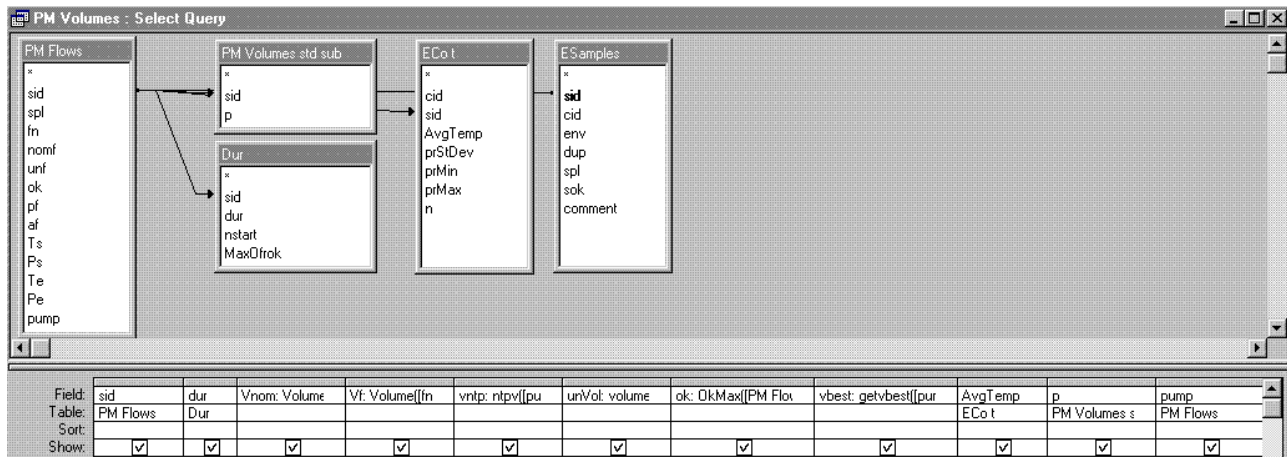 PM Volumes : Select Query
PM Flows
*
sid
spl
fn
nomf
unf
ok
pf
af
Ts
Ps
Te
Pe
pump
PM Volumes std sub
*
sid
p
Dur
*
sid
dur
nstart
MaxOfrok
ECo t
*
cid
sid
AvgTemp
prStDev
prMin
prMax
n
ESamples
*
sid
cid
env
dup
spl
sok
comment
Field: sid dur Vnom: Volume Vf: Volume([fn vntp: ntpv([pu unVol: volume ok: OkMax([PM Flov vbest: getvbest([pur AvgTemp p pump
Table: PM Flows Dur ECo t PM Volumes s PM Flows
Sort:
Show: